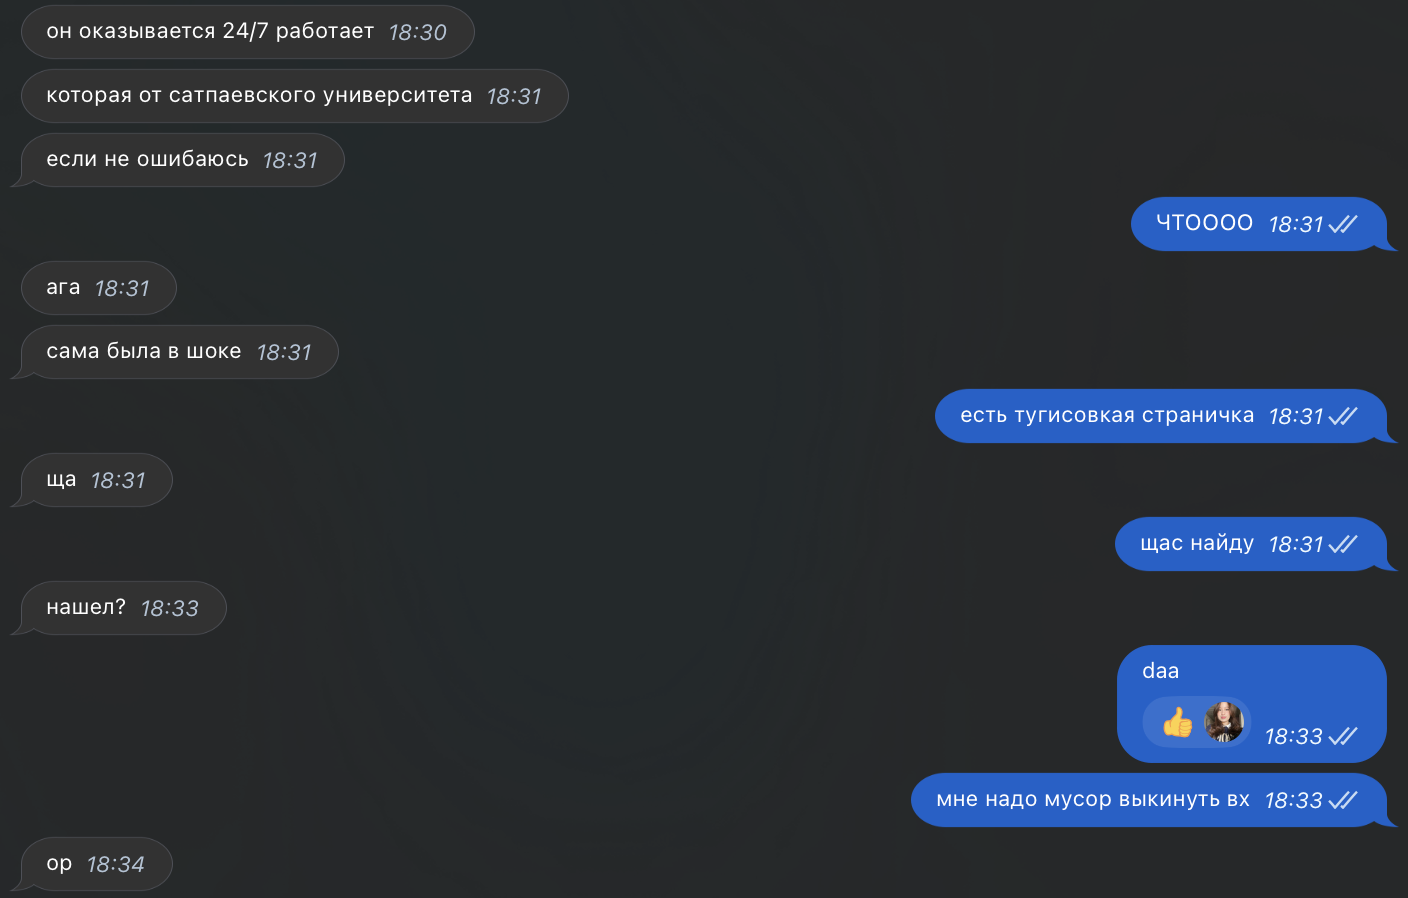 он оказывается 24/7 работает 18:30
которая от сатпаевского университета 18:31
если не ошибаюсь 18:31
ЧТОООО 18:31
ага 18:31
сама была в шоке 18:31
есть тугисовкая страничка 18:31
ща 18:31
щас найду 18:31
нашел? 18:33
daa
18:33
мне надо мусор выкинуть вх 18:33
ор 18:34